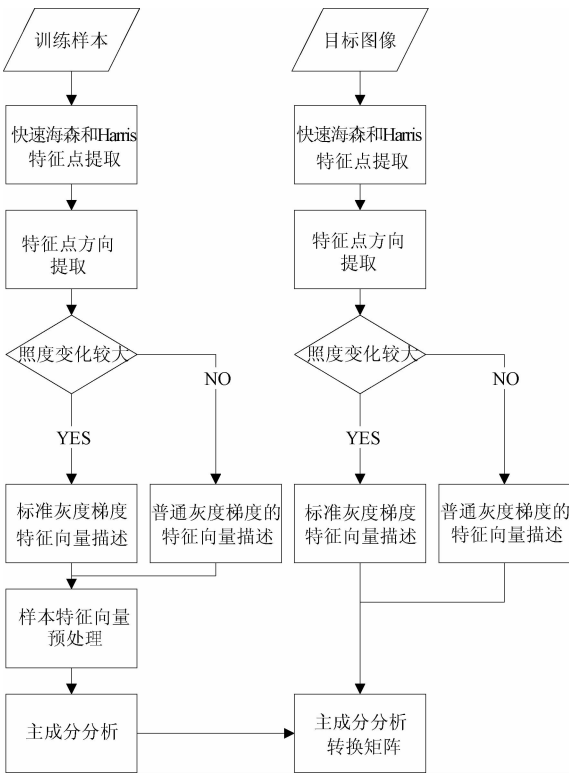 训练样本
目标图像
快速海森和Harris
特征点提取
快速海森和Harris
特征点提取
特征点方向
提取
特征点方向
提取
照度变化较大
照度变化较大
NO
NO
YES
YES
标准灰度梯度
特征向量描述
普通灰度梯度的
特征向量描述
标准灰度梯度
特征向量描述
普通灰度梯度的
特征向量描述
样本特征向量
预处理
主成分分析
主成分分析
转换矩阵